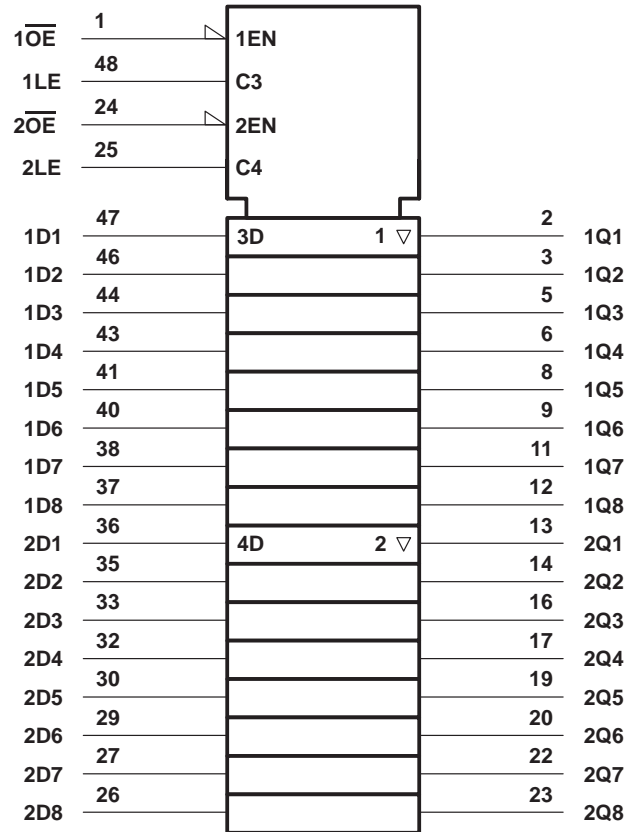 1OE 1 1EN
1LE 48 C3
2OE 24 2EN
2LE 25 C4
1D1 47 3D 1 ▽ 2 1Q1
1D2 46 3 1Q2
1D3 44 5 1Q3
1D4 43 6 1Q4
1D5 41 8 1Q5
1D6 40 9 1Q6
1D7 38 11 1Q7
1D8 37 12 1Q8
2D1 36 4D 2 ▽ 13 2Q1
2D2 35 14 2Q2
2D3 33 16 2Q3
2D4 32 17 2Q4
2D5 30 19 2Q5
2D6 29 20 2Q6
2D7 27 22 2Q7
2D8 26 23 2Q8